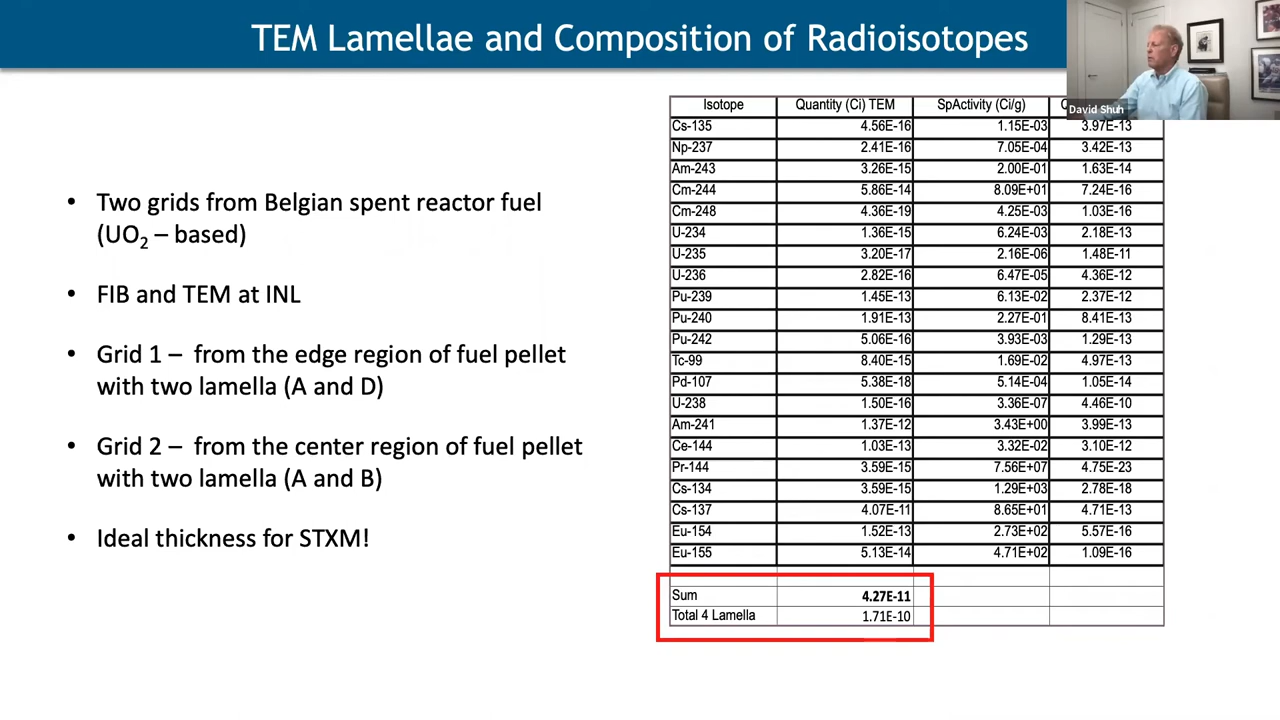 TEM Lamellae and Composition of Radioisotopes
David Shuh
• Two grids from Belgian spent reactor fuel
(UO₂ – based)
• FIB and TEM at INL
• Grid 1 – from the edge region of fuel pellet
with two lamella (A and D)
• Grid 2 – from the center region of fuel pellet
with two lamella (A and B)
• Ideal thickness for STXM!
Isotope Quantity (Ci) TEM SpActivity (Ci/g)
Cs-135 4.56E-16 1.15E-03 3.97E-13
Np-237 2.41E-16 7.05E-04 3.42E-13
Am-243 3.26E-15 2.00E-01 1.63E-14
Cm-244 5.86E-14 8.09E+01 7.24E-16
Cm-248 4.36E-19 4.25E-03 1.03E-16
U-234 1.36E-15 6.24E-03 2.18E-13
U-235 3.20E-17 2.16E-06 1.48E-11
U-236 2.82E-16 6.47E-05 4.36E-12
Pu-239 1.45E-13 6.13E-02 2.37E-12
Pu-240 1.91E-13 2.27E-01 8.41E-13
Pu-242 5.06E-16 3.93E-03 1.29E-13
Tc-99 8.40E-15 1.69E-02 4.97E-13
Pd-107 5.38E-18 5.14E-04 1.05E-14
U-238 1.50E-16 3.36E-07 4.46E-10
Am-241 1.37E-12 3.43E+00 3.99E-13
Ce-144 1.03E-13 3.32E-02 3.10E-12
Pr-144 3.59E-15 7.56E+07 4.75E-23
Cs-134 3.59E-15 1.29E+03 2.78E-18
Cs-137 4.07E-11 8.65E+01 4.71E-13
Eu-154 1.52E-13 2.73E+02 5.57E-16
Eu-155 5.13E-14 4.71E+02 1.09E-16
Sum 4.27E-11
Total 4 Lamella 1.71E-10